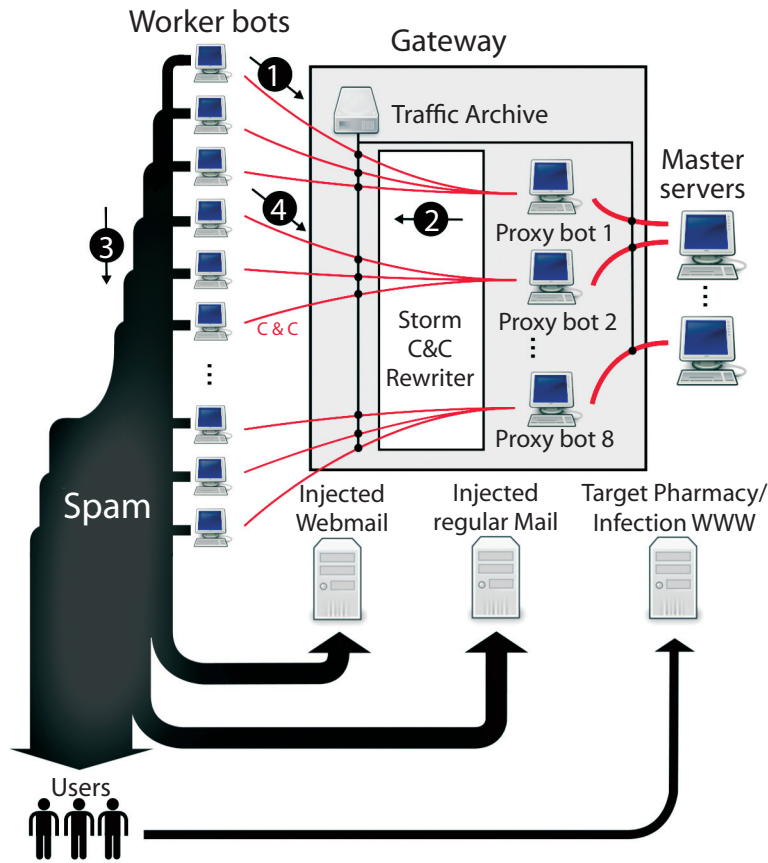 Worker bots
Gateway
1
Traffic Archive
Master
servers
4
2
3
Proxy bot 1
C & C
Storm
C&C
Rewriter
Proxy bot 2
Proxy bot 8
Spam
Injected
Webmail
Injected
regular Mail
Target Pharmacy/
Infection WWW
Users